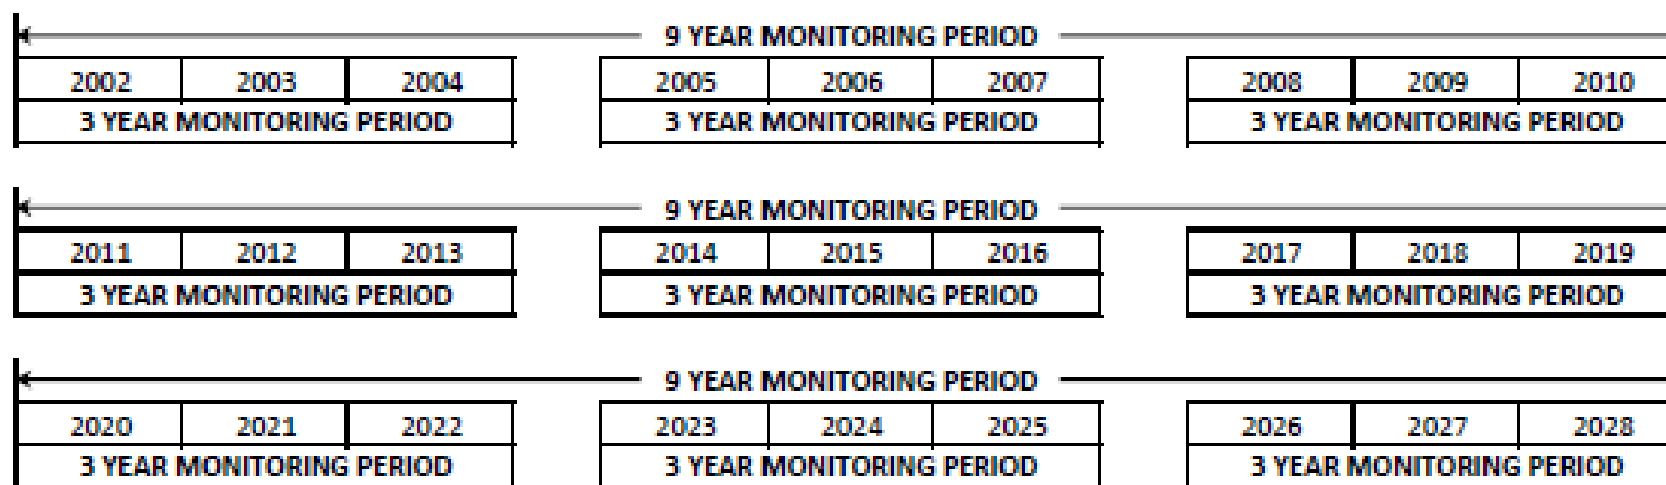 9 YEAR MONITORING PERIOD
2002 2003 2004 2005 2006 2007 2008 2009 2010
3 YEAR MONITORING PERIOD 3 YEAR MONITORING PERIOD 3 YEAR MONITORING PERIOD
9 YEAR MONITORING PERIOD
2011 2012 2013 2014 2015 2016 2017 2018 2019
3 YEAR MONITORING PERIOD 3 YEAR MONITORING PERIOD 3 YEAR MONITORING PERIOD
9 YEAR MONITORING PERIOD
2020 2021 2022 2023 2024 2025 2026 2027 2028
3 YEAR MONITORING PERIOD 3 YEAR MONITORING PERIOD 3 YEAR MONITORING PERIOD